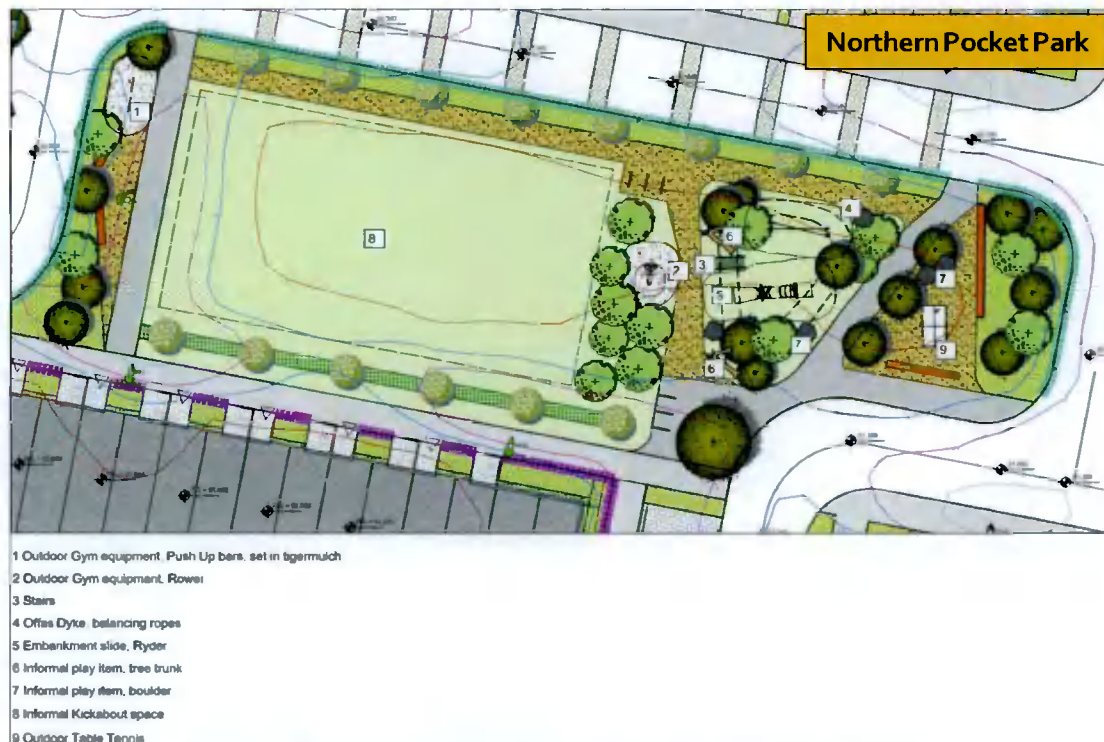 Northern Pocket Park
1
8
2
3
4
5
6
6
7
7
9
1 Outdoor Gym equipment, Push Up bars, set in tigermulch
2 Outdoor Gym equipment, Rower
3 Stairs
4 Offas Dyke, balancing ropes
5 Embankment slide, Ryder
6 Informal play item, tree trunk
7 Informal play item, boulder
8 Informal Kickabout space
9 Outdoor Table Tennis